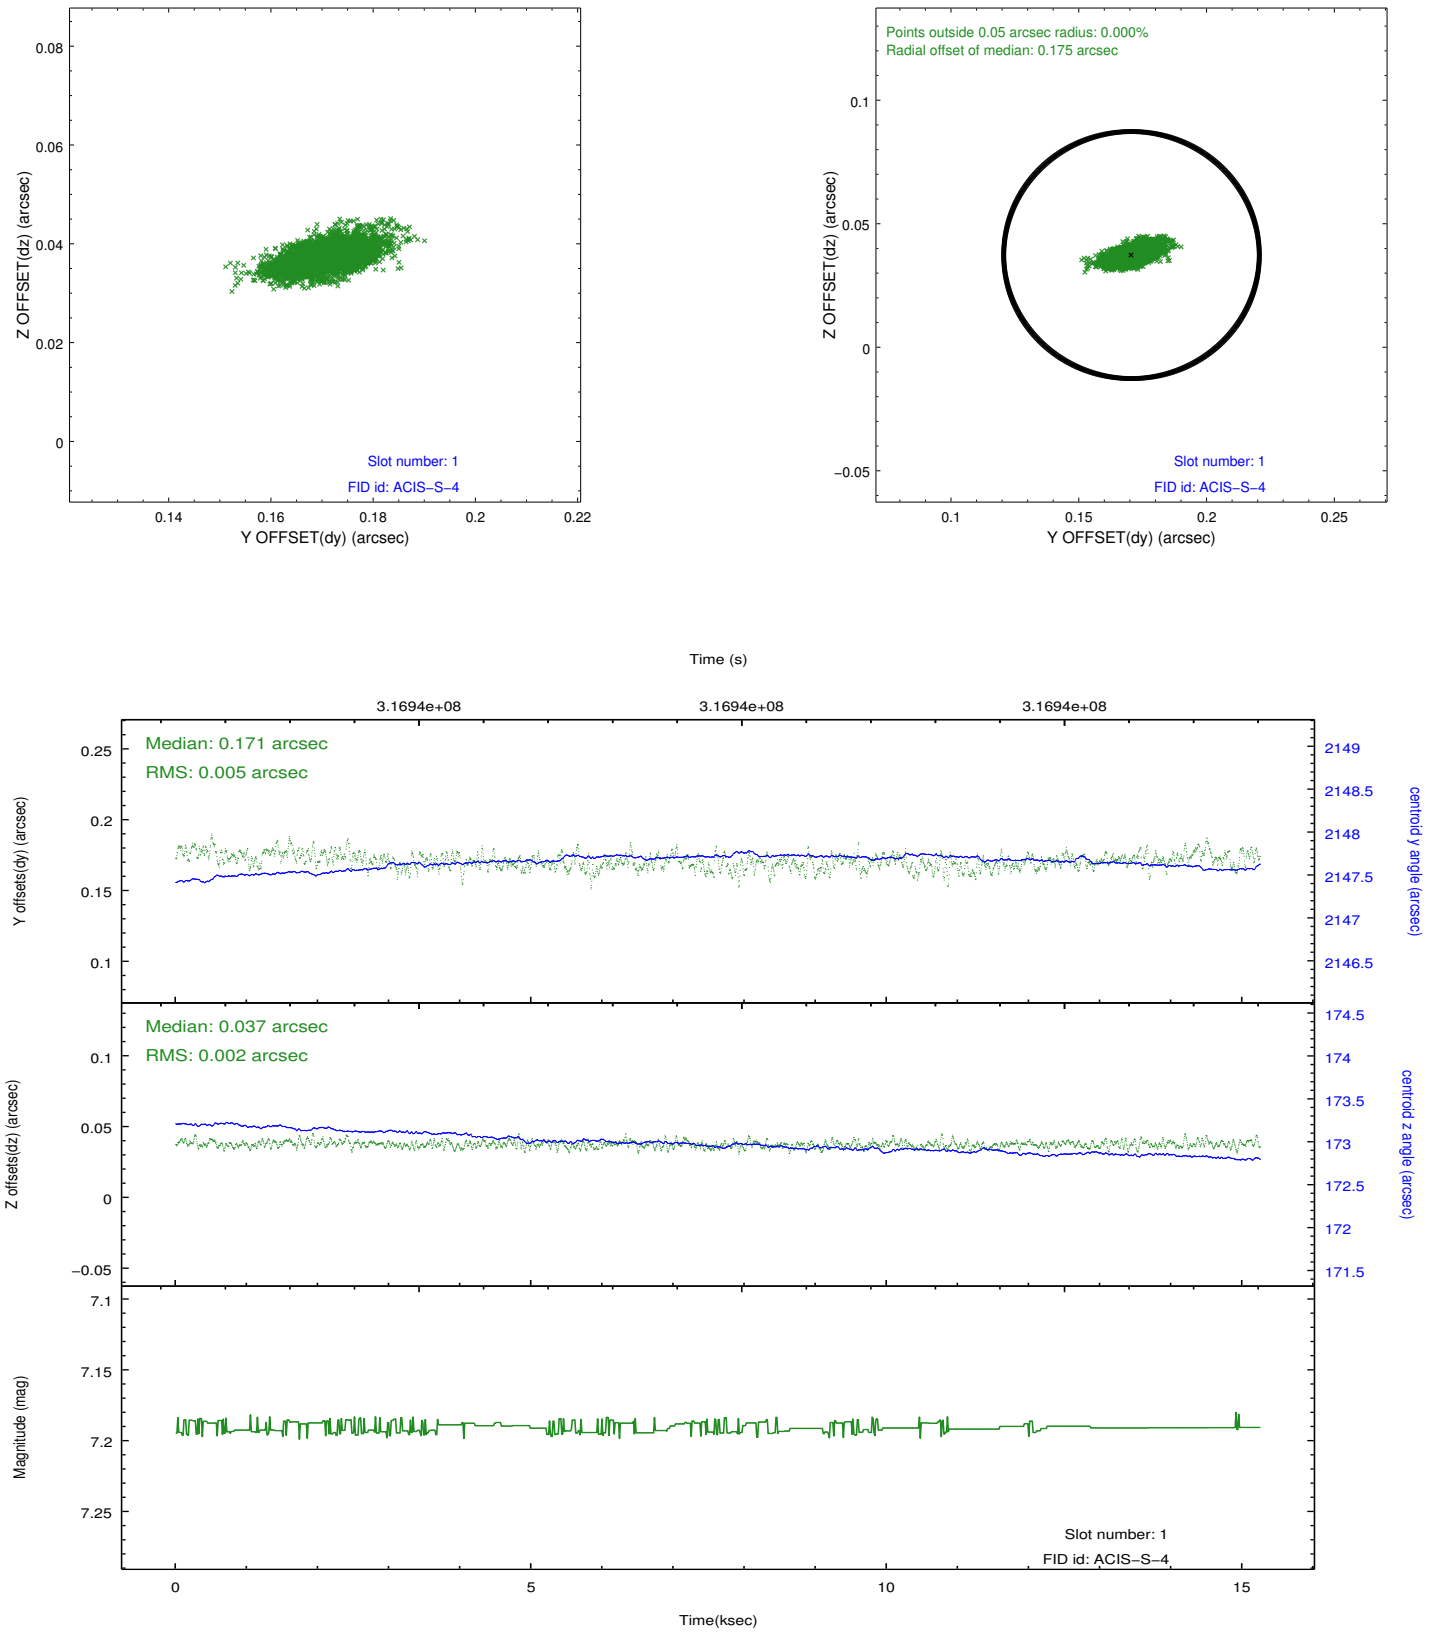 0.08
0.06
0.04
0.02
0
Z OFFSET(dz) (arcsec)
Slot number: 1
FID id: ACIS−S−4
0.14 0.16 0.18 0.2 0.22
Y OFFSET(dy) (arcsec)
Points outside 0.05 arcsec radius: 0.000%
Radial offset of median: 0.175 arcsec
0.1
0.05
0
−0.05
Z OFFSET(dz) (arcsec)
Slot number: 1
FID id: ACIS−S−4
0.1 0.15 0.2 0.25
Y OFFSET(dy) (arcsec)
Time (s)
3.1694e+08 3.1694e+08 3.1694e+08
Median: 0.171 arcsec
RMS: 0.005 arcsec
0.25
0.2
0.15
0.1
Y offsets(dy) (arcsec)
2149
2148.5
2148
2147.5
2147
2146.5
centroid y angle (arcsec)
Median: 0.037 arcsec
RMS: 0.002 arcsec
0.1
0.05
0
−0.05
Z offsets(dz) (arcsec)
174.5
174
173.5
173
172.5
172
171.5
centroid z angle (arcsec)
7.1
7.15
7.2
7.25
Magnitude (mag)
Slot number: 1
FID id: ACIS−S−4
0 5 10 15
Time(ksec)